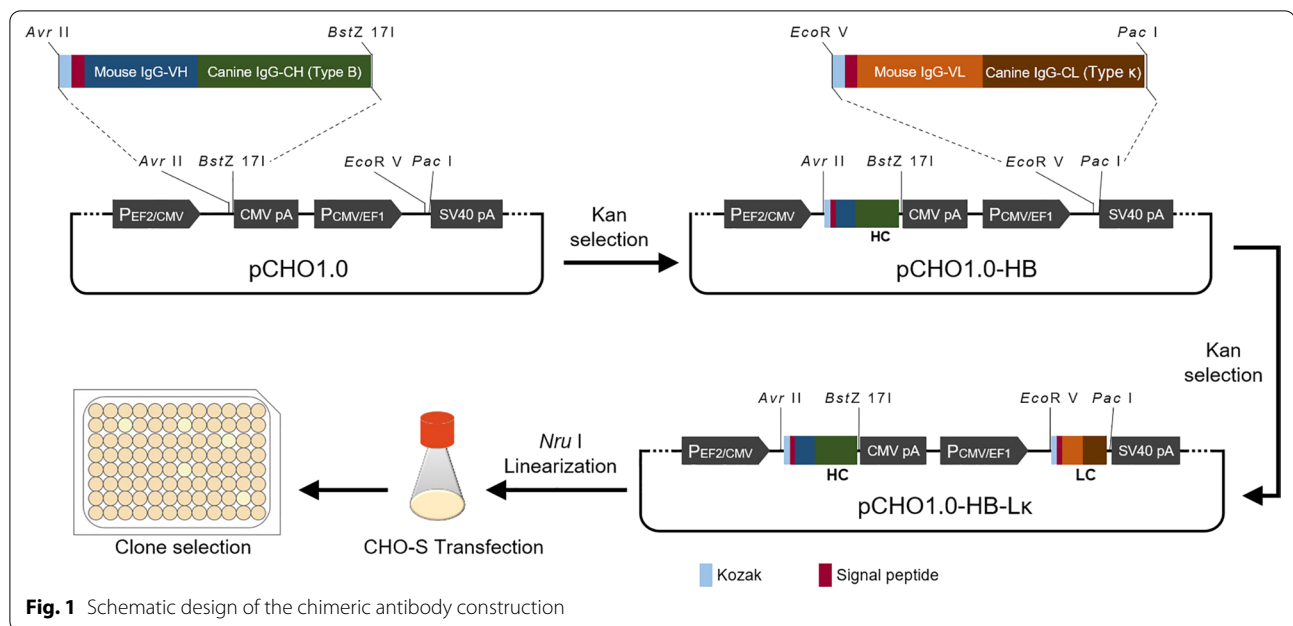 Avr II
BstZ 17I
Mouse IgG-VH
Canine IgG-CH (Type B)
EcoR V
Pac I
Mouse IgG-VL
Canine IgG-CL (Type κ)
Avr II
BstZ 17I
EcoR V
Pac I
PEF2/CMV
CMV pA
PCMV/EF1
SV40 pA
pCHO1.0
Kan
selection
Avr II
BstZ 17I
EcoR V
Pac I
PEF2/CMV
HC
CMV pA
PCMV/EF1
SV40 pA
pCHO1.0-HB
Kan
selection
Avr II
BstZ 17I
EcoR V
Pac I
PEF2/CMV
HC
CMV pA
PCMV/EF1
LC
SV40 pA
pCHO1.0-HB-Lκ
Nru I
Linearization
CHO-S Transfection
Clone selection
Kozak
Signal peptide
Fig. 1 Schematic design of the chimeric antibody construction